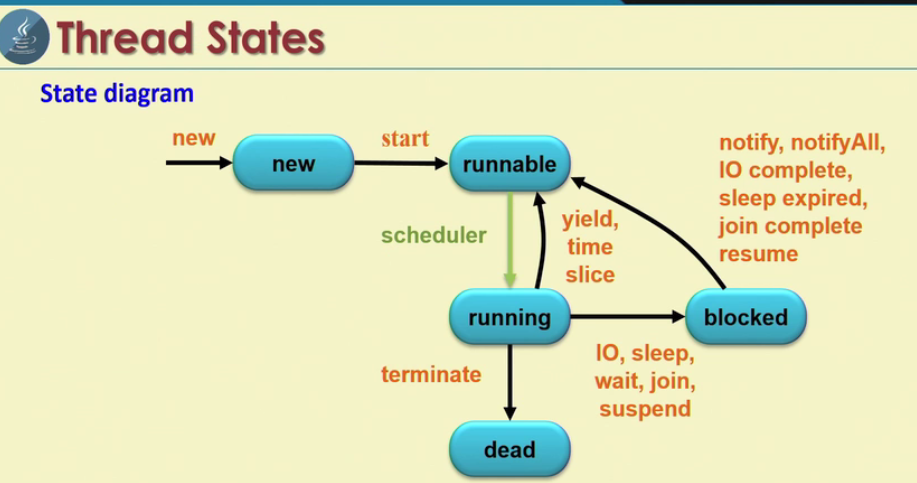 Thread States
State diagram
new
new
start
runnable
notify, notifyAll,
IO complete,
sleep expired,
join complete
resume
scheduler
yield,
time
slice
running
blocked
terminate
IO, sleep,
wait, join,
suspend
dead